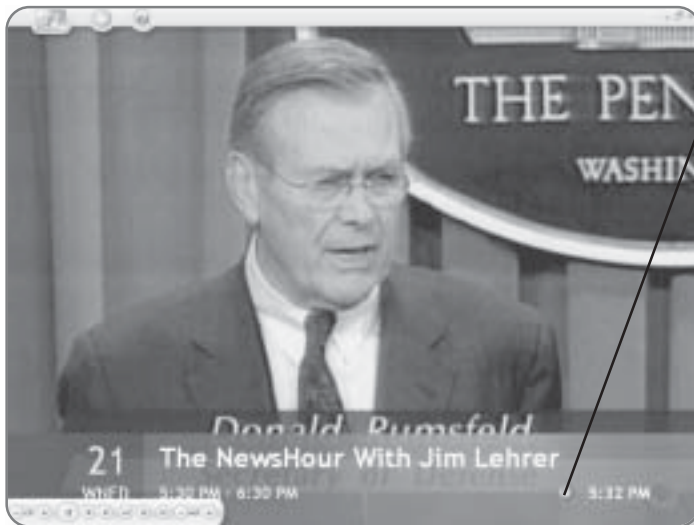 THE PEN
WASHIN
Donald Rumsfeld
21 The NewsHour With Jim Lehrer
WNED 5:30 PM - 6:30 PM 5:32 PM